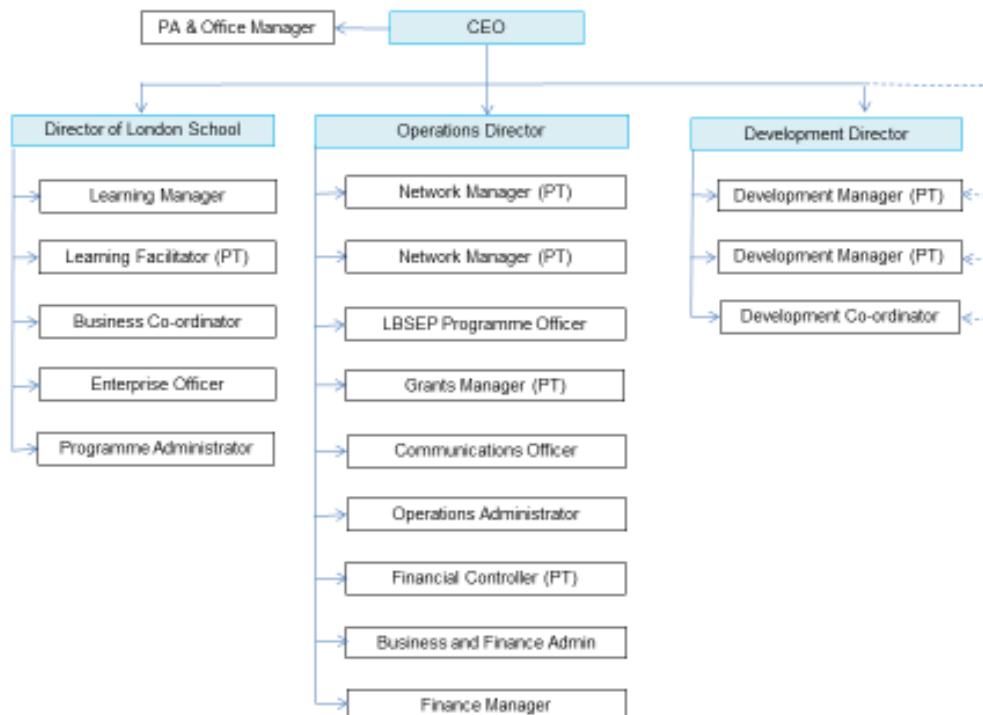 PA & Office Manager
CEO
Director of London School
Operations Director
Development Director
Learning Manager
Learning Facilitator (PT)
Business Co-ordinator
Enterprise Officer
Programme Administrator
Network Manager (PT)
Network Manager (PT)
LBSEP Programme Officer
Grants Manager (PT)
Communications Officer
Operations Administrator
Financial Controller (PT)
Business and Finance Admin
Finance Manager
Development Manager (PT)
Development Manager (PT)
Development Co-ordinator